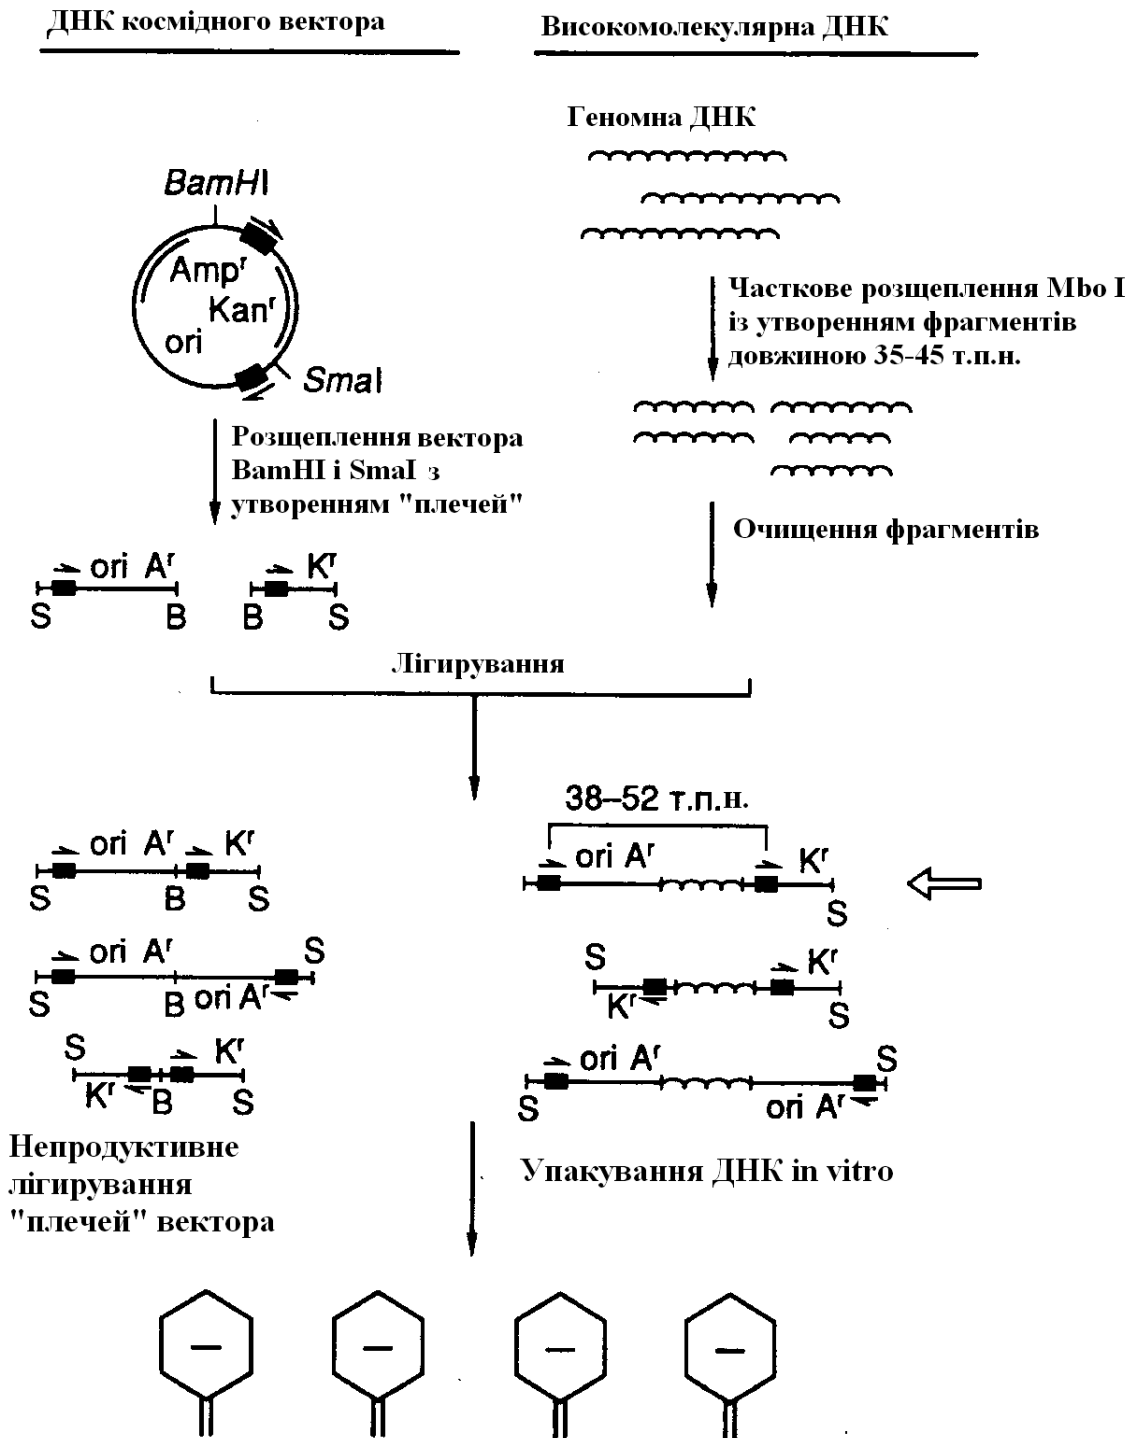 ДНК космідного вектора
Високомолекулярна ДНК
Геномна ДНК
BamHI
Ampʳ
Kanʳ
ori
SmaI
Часткове розщеплення Mbo I
із утворенням фрагментів
довжиною 35-45 т.п.н.
Розщеплення вектора
BamHI і SmaI з
утворенням "плечей"
Очищення фрагментів
ori Aʳ
S B
Kʳ
B S
Лігирування
38–52 т.п.н.
ori Aʳ Kʳ
S B S
ori Aʳ Kʳ
S
ori Aʳ S
S B ori Aʳ
S Kʳ
Kʳ S
S Kʳ
Kʳ B S
ori Aʳ S
S ori Aʳ
Непродуктивне
лігирування
"плечей" вектора
Упакування ДНК in vitro